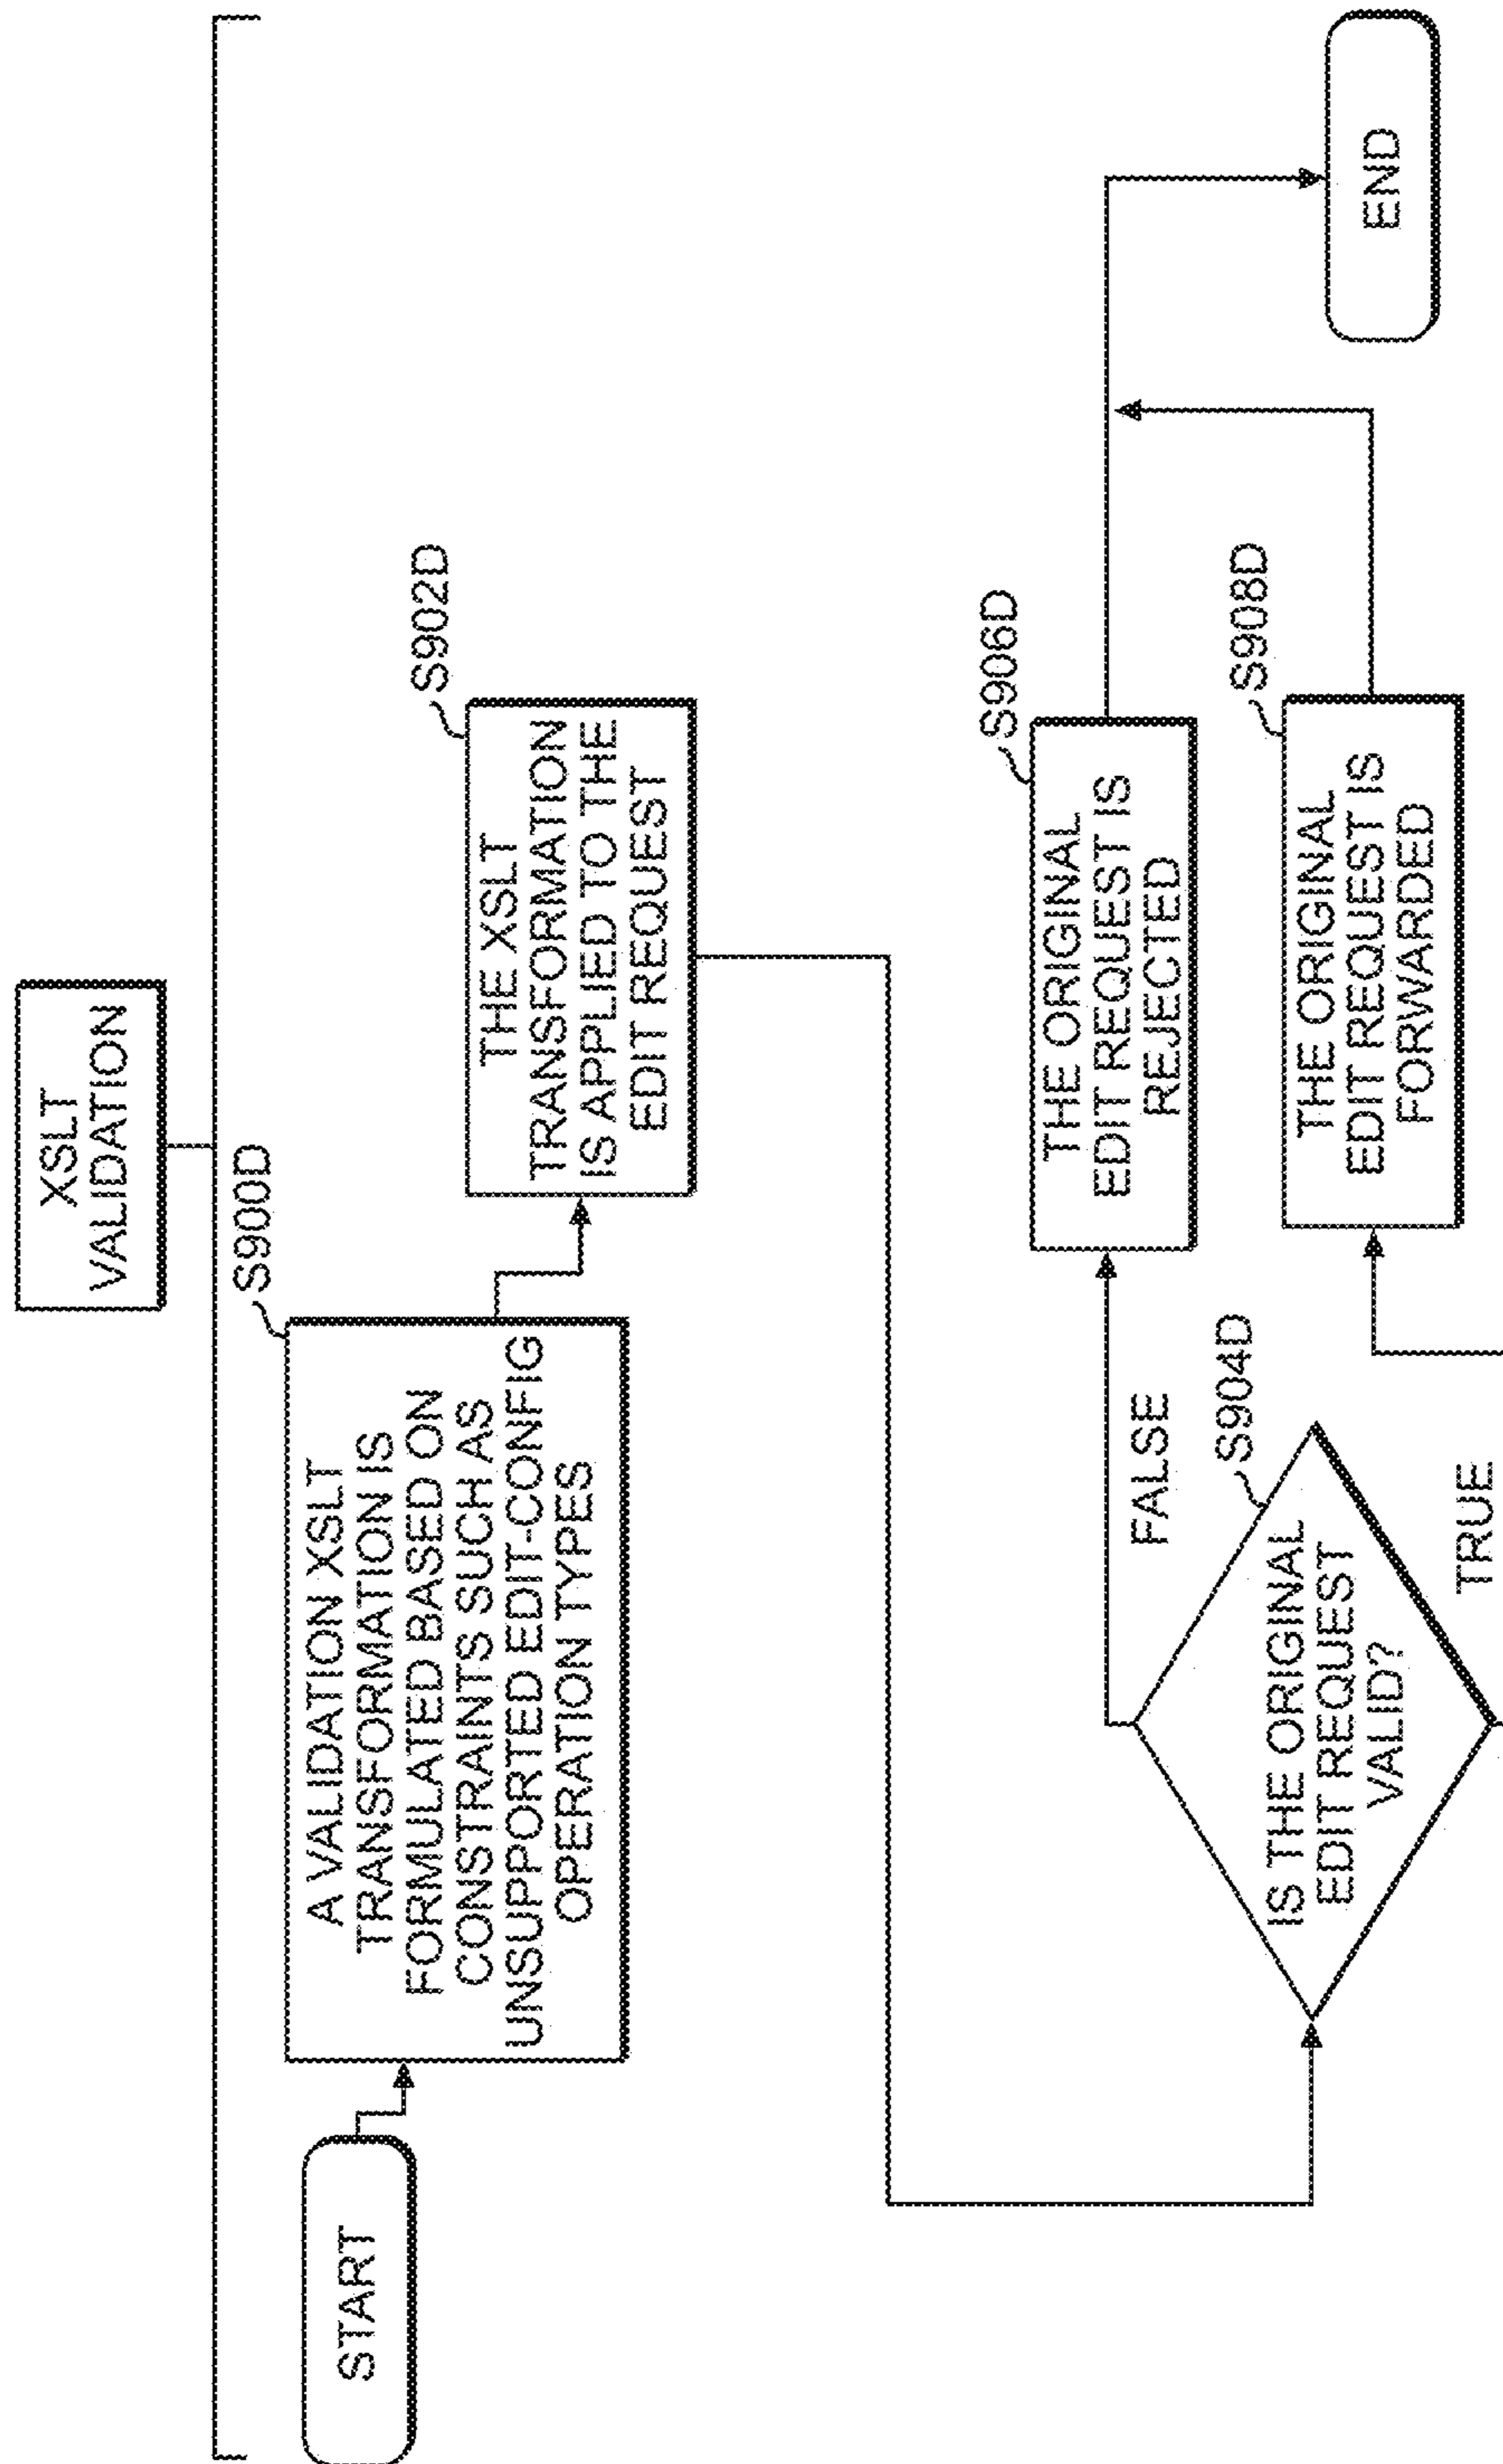 XSLT
VALIDATION
START
S900D
A VALIDATION XSLT
TRANSFORMATION IS
FORMULATED BASED ON
CONSTRAINTS SUCH AS
UNSUPPORTED EDIT-CONFIG
OPERATION TYPES
S902D
THE XSLT
TRANSFORMATION
IS APPLIED TO THE
EDIT REQUEST
S904D
IS THE ORIGINAL
EDIT REQUEST
VALID?
FALSE
TRUE
S906D
THE ORIGINAL
EDIT REQUEST IS
REJECTED
S908D
THE ORIGINAL
EDIT REQUEST IS
FORWARDED
END